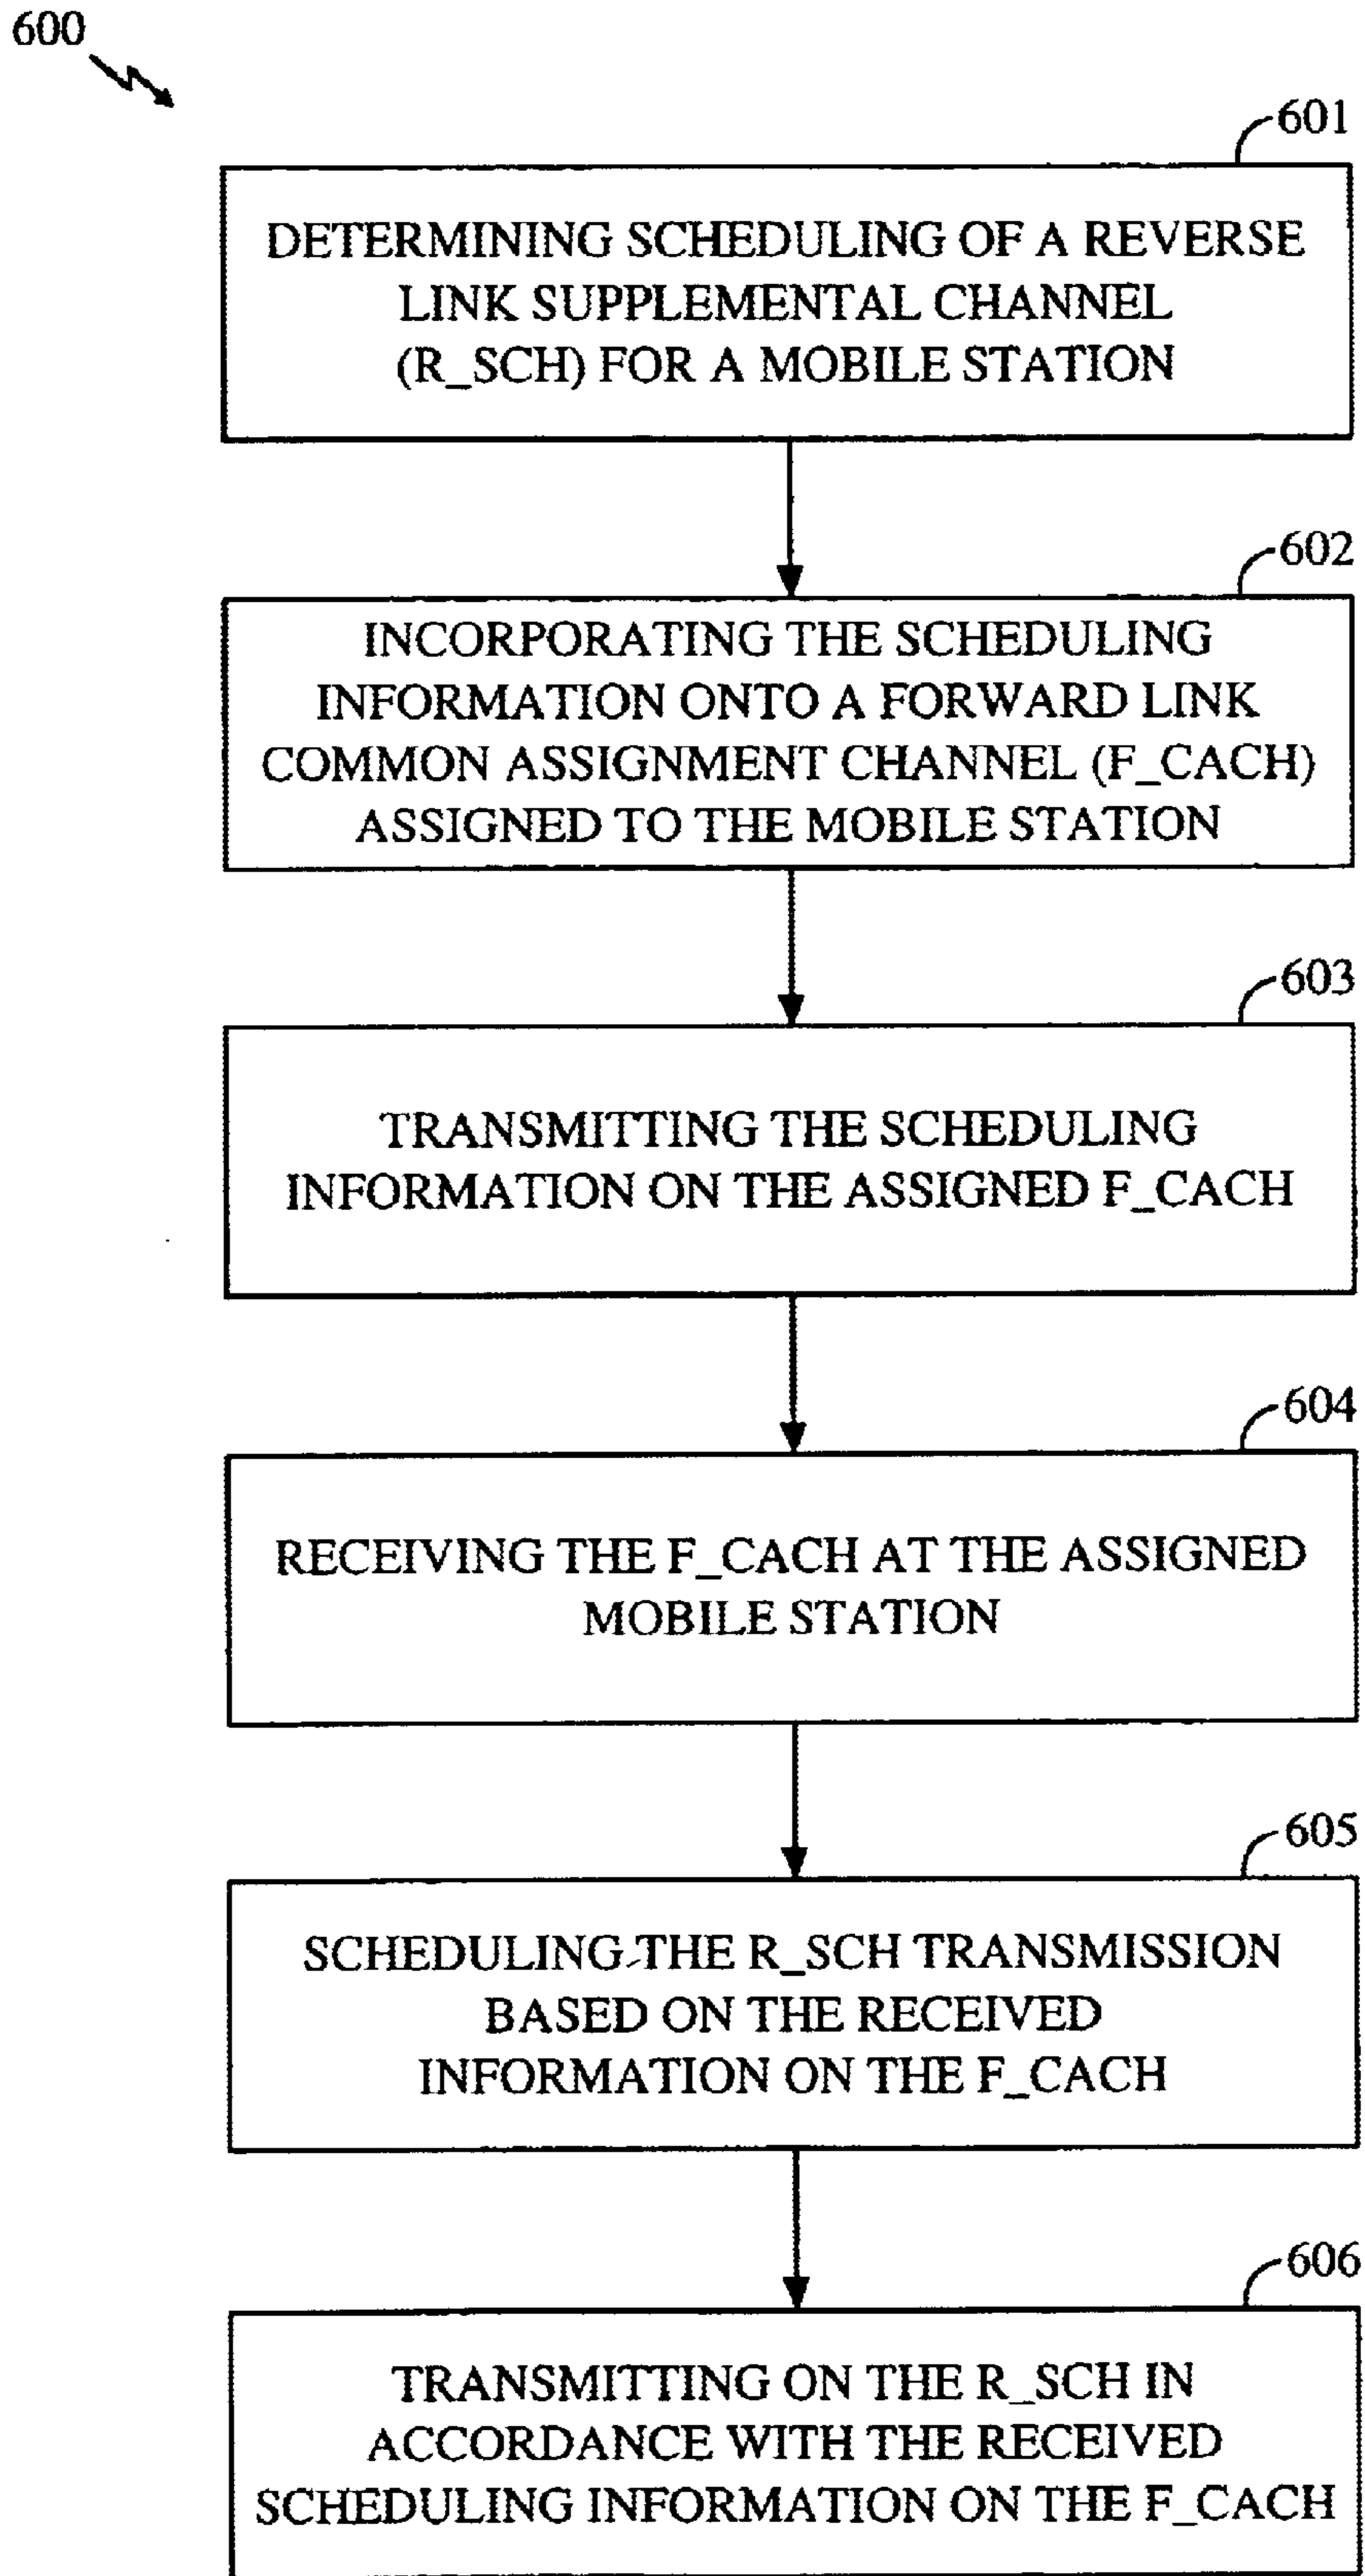 600
601
DETERMINING SCHEDULING OF A REVERSE
LINK SUPPLEMENTAL CHANNEL
(R_SCH) FOR A MOBILE STATION
602
INCORPORATING THE SCHEDULING
INFORMATION ONTO A FORWARD LINK
COMMON ASSIGNMENT CHANNEL (F_CACH)
ASSIGNED TO THE MOBILE STATION
603
TRANSMITTING THE SCHEDULING
INFORMATION ON THE ASSIGNED F_CACH
604
RECEIVING THE F_CACH AT THE ASSIGNED
MOBILE STATION
605
SCHEDULING THE R_SCH TRANSMISSION
BASED ON THE RECEIVED
INFORMATION ON THE F_CACH
606
TRANSMITTING ON THE R_SCH IN
ACCORDANCE WITH THE RECEIVED
SCHEDULING INFORMATION ON THE F_CACH